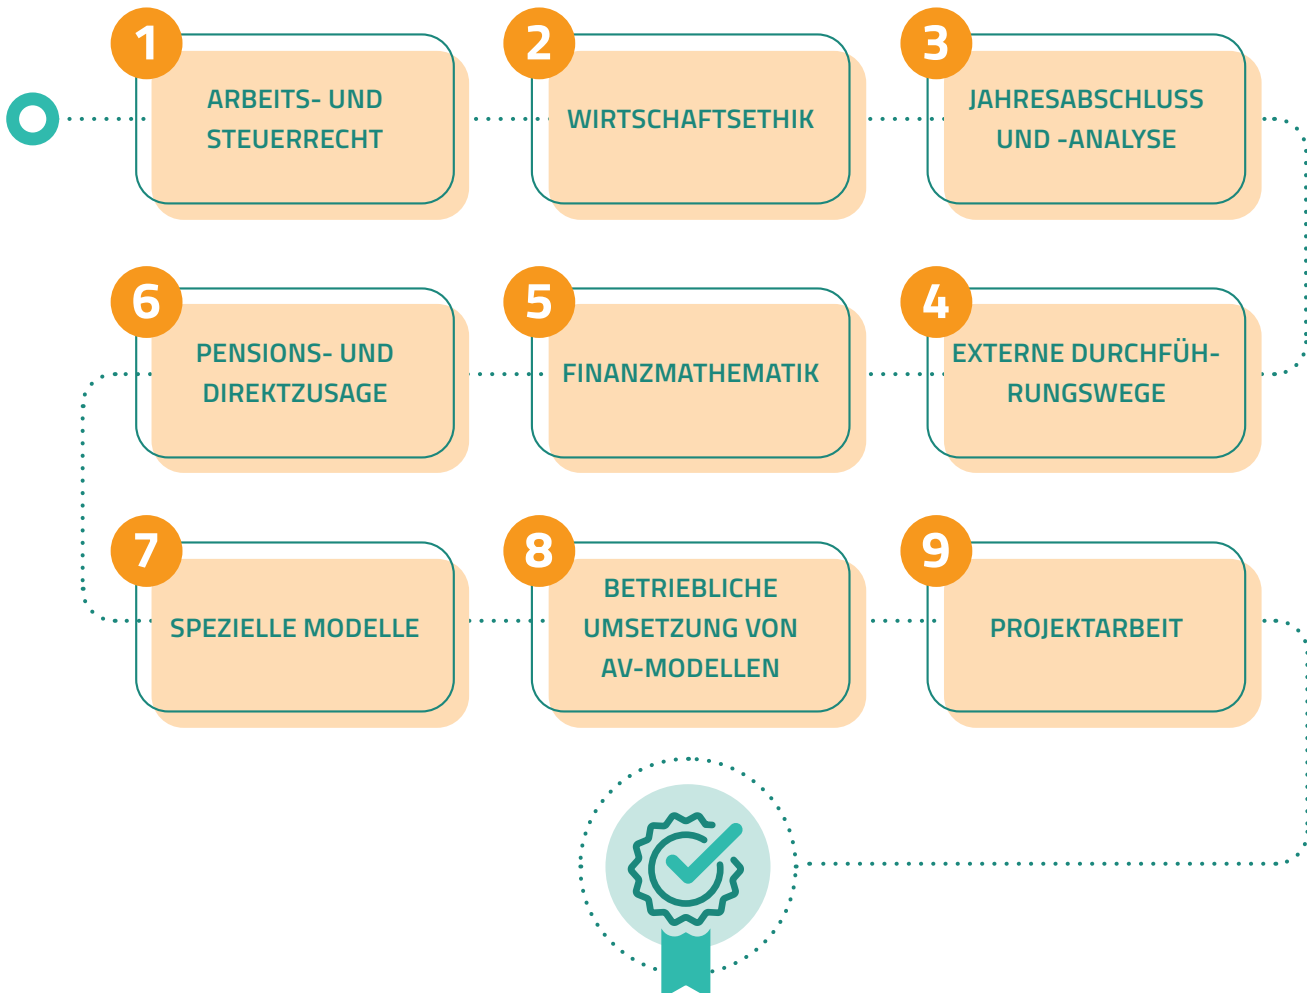 1
ARBEITS- UND
STEUERRECHT
2
WIRTSCHAFTSETHIK
3
JAHRESABSCHLUSS
UND -ANALYSE
4
EXTERNE DURCHFÜH-
RUNGSWEGE
5
FINANZMATHEMATIK
6
PENSIONS- UND
DIREKTZUSAGE
7
SPEZIELLE MODELLE
8
BETRIEBLICHE
UMSETZUNG VON
AV-MODELLEN
9
PROJEKTARBEIT